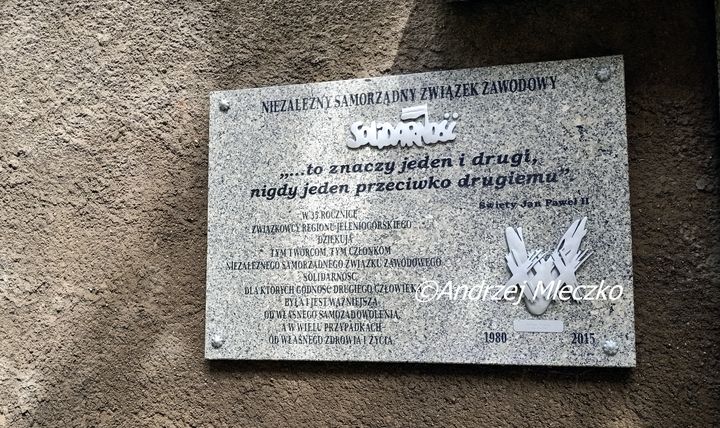 NIEZALEŻNY SAMORZĄDNY ZWIĄZEK ZAWODOWY
SOLIDARNOŚĆ
„...to znaczy jeden i drugi,
nigdy jeden przeciwko drugiemu”
Święty Jan Paweł II
W 35 ROCZNICĘ
ZWIĄZKOWCY REGIONU JELENIOGÓRSKIEGO
DZIĘKUJĄ
TYM TWÓRCOM, TYM CZŁONKOM
NIEZALEŻNEGO SAMORZĄDNEGO ZWIĄZKU ZAWODOWEGO
SOLIDARNOŚĆ
DLA KTÓRYCH GODNOŚĆ DRUGIEGO CZŁOWIEKA
BYŁA I JEST WAŻNIEJSZA
OD WŁASNEGO SAMOZADOWOLENIA,
A W WIELU PRZYPADKACH
OD WŁASNEGO ZDROWIA I ŻYCIA.
©Andrzej Mleczko
1980 2015